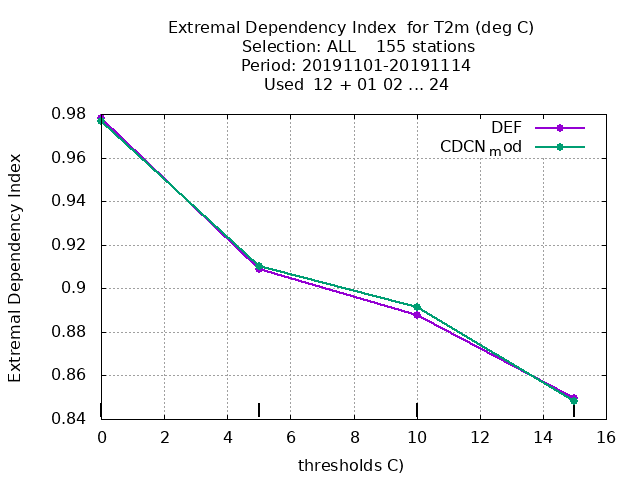 Extremal Dependency Index for T2m (deg C)
Selection: ALL 155 stations
Period: 20191101-20191114
Used 12 + 01 02 ... 24
DEF
CDCNmod
Extremal Dependency Index
0.98
0.96
0.94
0.92
0.9
0.88
0.86
0.84
0 2 4 6 8 10 12 14 16
thresholds C)